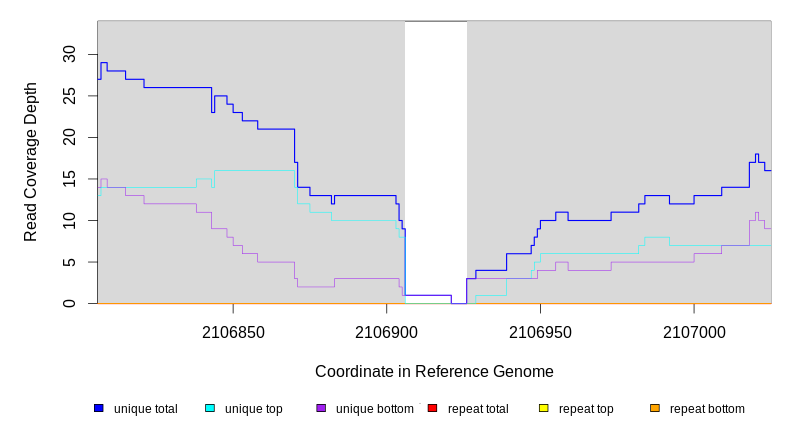 Read Coverage Depth
30
25
20
15
10
5
0
2106850 2106900 2106950 2107000
Coordinate in Reference Genome
unique total unique top unique bottom repeat total repeat top repeat bottom